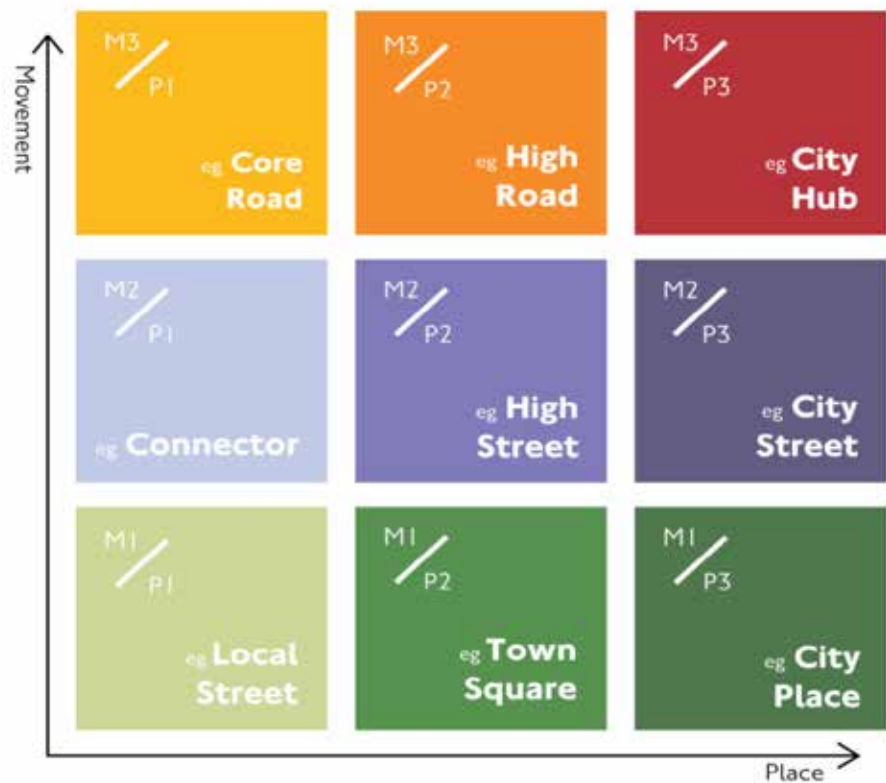 Movement
M3
P1
eg Core
Road
M3
P2
eg High
Road
M3
P3
eg City
Hub
M2
P1
eg Connector
M2
P2
eg High
Street
M2
P3
eg City
Street
M1
P1
eg Local
Street
M1
P2
eg Town
Square
M1
P3
eg City
Place
Place